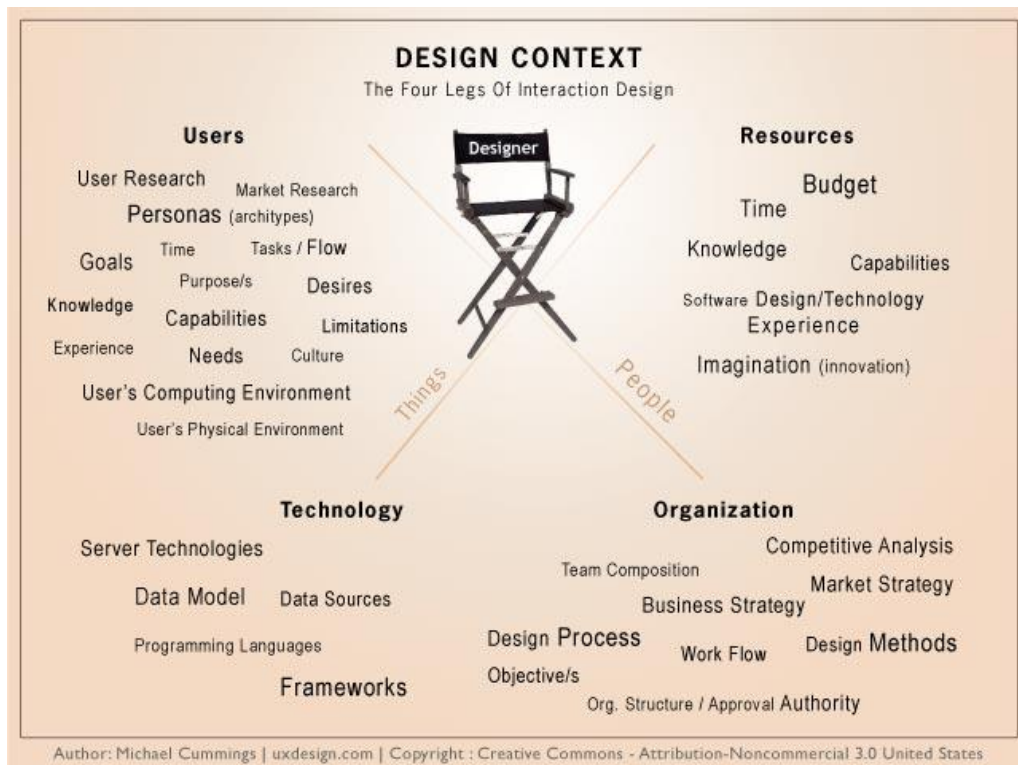 DESIGN CONTEXT
The Four Legs Of Interaction Design
Designer
Users
User Research
Market Research
Personas (architypes)
Time
Tasks / Flow
Goals
Purpose/s
Desires
Knowledge
Capabilities
Limitations
Experience
Needs
Culture
User's Computing Environment
User's Physical Environment
Resources
Budget
Time
Knowledge
Capabilities
Software Design/Technology
Experience
Imagination (innovation)
Things
People
Technology
Server Technologies
Data Model
Data Sources
Programming Languages
Frameworks
Organization
Competitive Analysis
Team Composition
Market Strategy
Business Strategy
Design Process
Work Flow
Design Methods
Objective/s
Org. Structure / Approval Authority
Author: Michael Cummings | uxdesign.com | Copyright : Creative Commons - Attribution-Noncommercial 3.0 United States